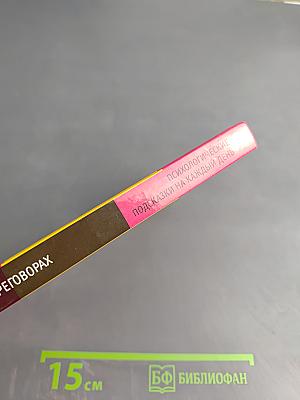 ПСИХОЛОГИЧЕСКИЕ
ПОДСКАЗКИ НА КАЖДЫЙ ДЕНЬ
РЕГОВОРАХ
15 СМ
БФ БИБЛИОФАН